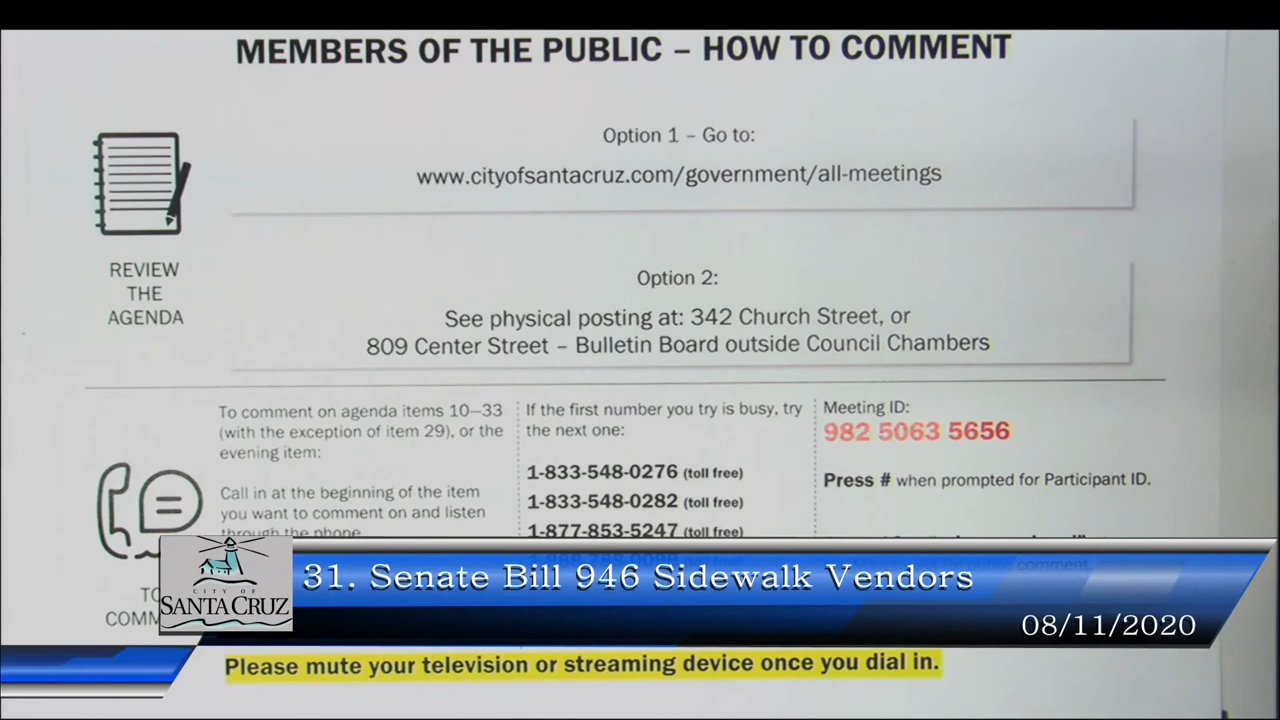 MEMBERS OF THE PUBLIC – HOW TO COMMENT
Option 1 – Go to:
www.cityofsantacruz.com/government/all-meetings
REVIEW
THE
AGENDA
Option 2:
See physical posting at: 342 Church Street, or
809 Center Street – Bulletin Board outside Council Chambers
To comment on agenda items 10–33
(with the exception of item 29), or the
evening item:
Call in at the beginning of the item
you want to comment on and listen
through the phone
If the first number you try is busy, try
the next one:
1-833-548-0276 (toll free)
1-833-548-0282 (toll free)
1-877-853-5247 (toll free)
Meeting ID:
982 5063 5656
Press # when prompted for Participant ID.
public comment.
TO
COMM
CITY OF
SANTA CRUZ
31. Senate Bill 946 Sidewalk Vendors
08/11/2020
Please mute your television or streaming device once you dial in.